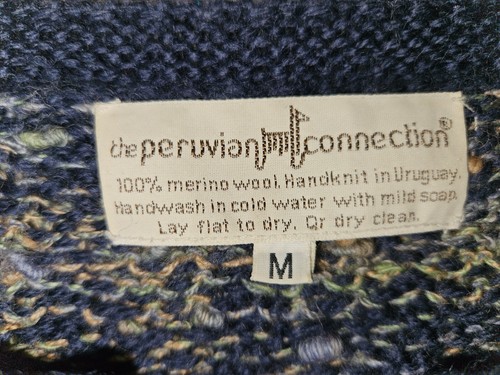 the peruvian connection®
100% merino wool. Handknit in Uruguay.
Handwash in cold water with mild soap.
Lay flat to dry. Or dry clean.
M